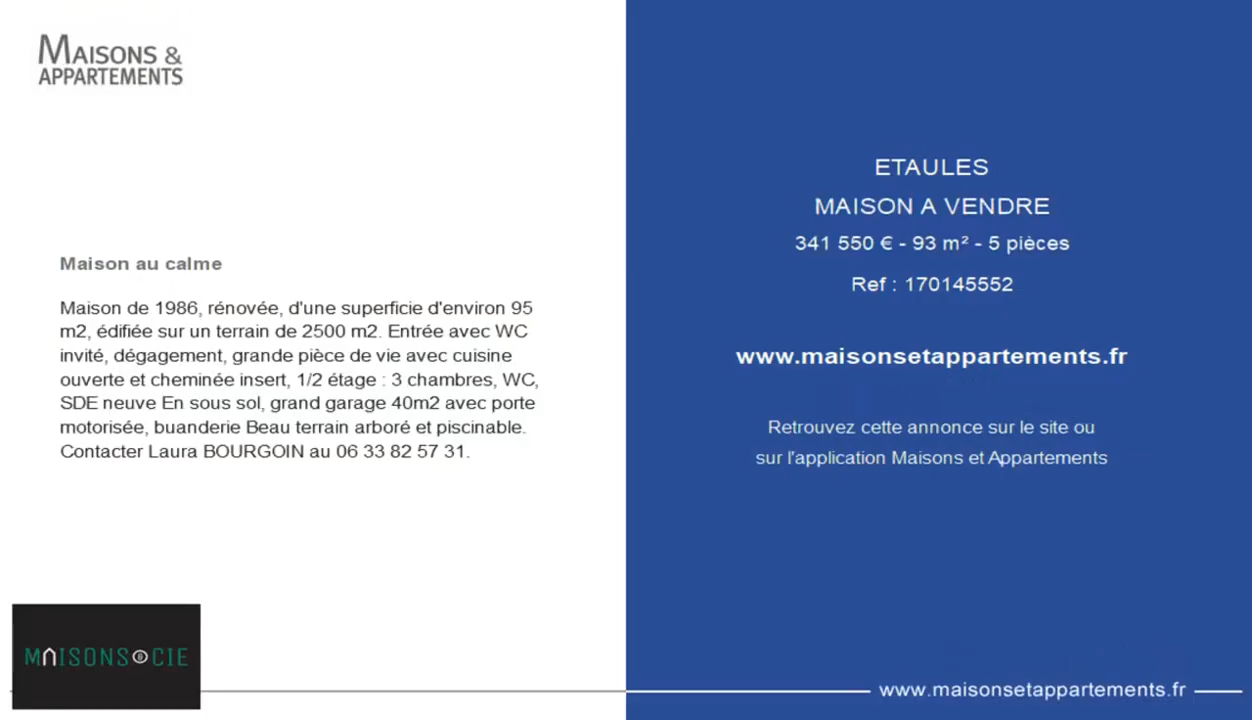 MAISONS &
APPARTEMENTS
Maison au calme
Maison de 1986, rénovée, d'une superficie d'environ 95
m2, édifiée sur un terrain de 2500 m2. Entrée avec WC
invité, dégagement, grande pièce de vie avec cuisine
ouverte et cheminée insert, 1/2 étage : 3 chambres, WC,
SDE neuve En sous sol, grand garage 40m2 avec porte
motorisée, buanderie Beau terrain arboré et piscinable.
Contacter Laura BOURGOIN au 06 33 82 57 31.
MAISONS&CIE
ETAULES
MAISON A VENDRE
341 550 € - 93 m² - 5 pièces
Ref : 170145552
www.maisonsetappartements.fr
Retrouvez cette annonce sur le site ou
sur l'application Maisons et Appartements
www.maisonsetappartements.fr